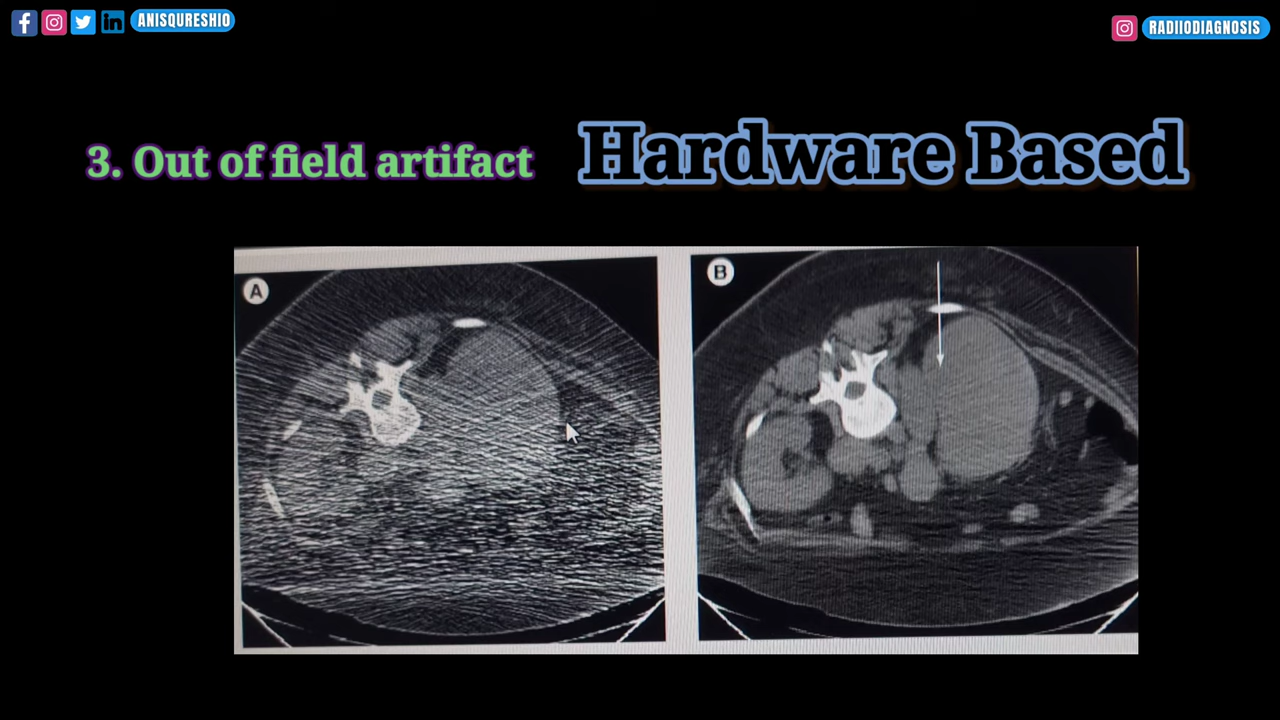 ANISQURESHIO
RADIIODIAGNOSIS
3. Out of field artifact
Hardware Based
A
B